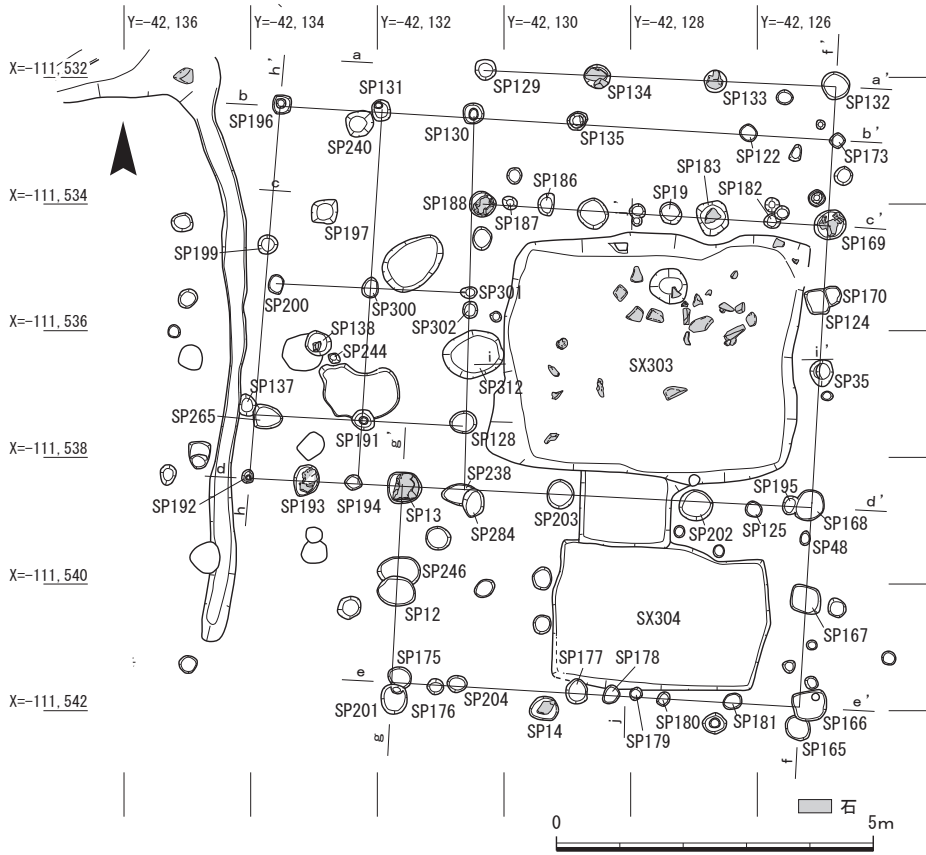 Y=-42,136
Y=-42,134
Y=-42,132
Y=-42,130
Y=-42,128
Y=-42,126
X=-111,532
X=-111,534
X=-111,536
X=-111,538
X=-111,540
X=-111,542
h'
a
f'
SP131
SP129
SP134
SP133
SP132
a'
b
SP196
SP240
SP130
SP135
SP122
SP173
b'
c
SP197
SP199
SP188
SP187
SP186
SP19
SP183
SP182
SP169
c'
SP200
SP300
SP301
SP302
SP170
SP124
SP138
SP244
i
SP312
SX303
i'
SP35
SP137
SP265
SP191
g'
SP128
d
SP192
h
SP193
SP194
SP13
SP238
SP284
SP203
SP202
SP125
SP195
SP168
d'
SP48
SP246
SP12
SX304
SP167
e
SP175
SP201
SP176
SP204
SP177
SP178
SP14
j
SP179
SP180
SP181
SP166
e'
SP165
g
f
石
0
5m